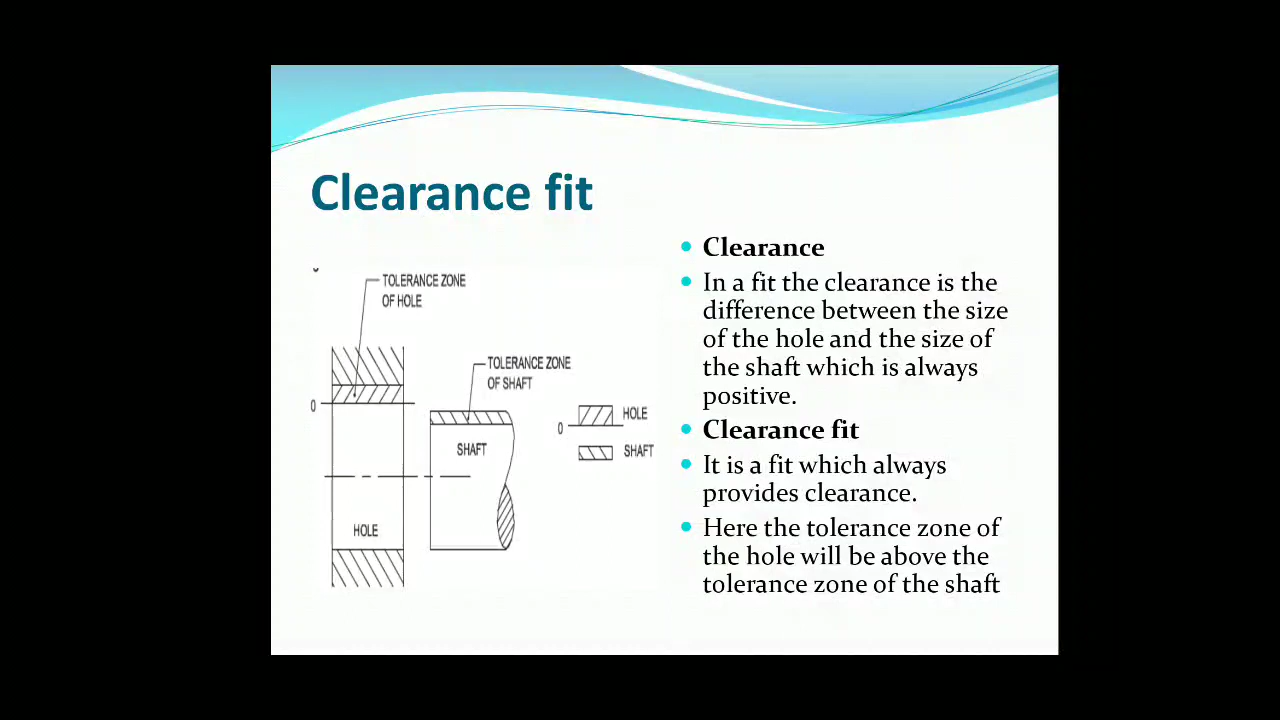 Clearance fit
TOLERANCE ZONE
OF HOLE
TOLERANCE ZONE
OF SHAFT
0
HOLE
0
SHAFT
SHAFT
HOLE
Clearance
In a fit the clearance is the
difference between the size
of the hole and the size of
the shaft which is always
positive.
Clearance fit
It is a fit which always
provides clearance.
Here the tolerance zone of
the hole will be above the
tolerance zone of the shaft